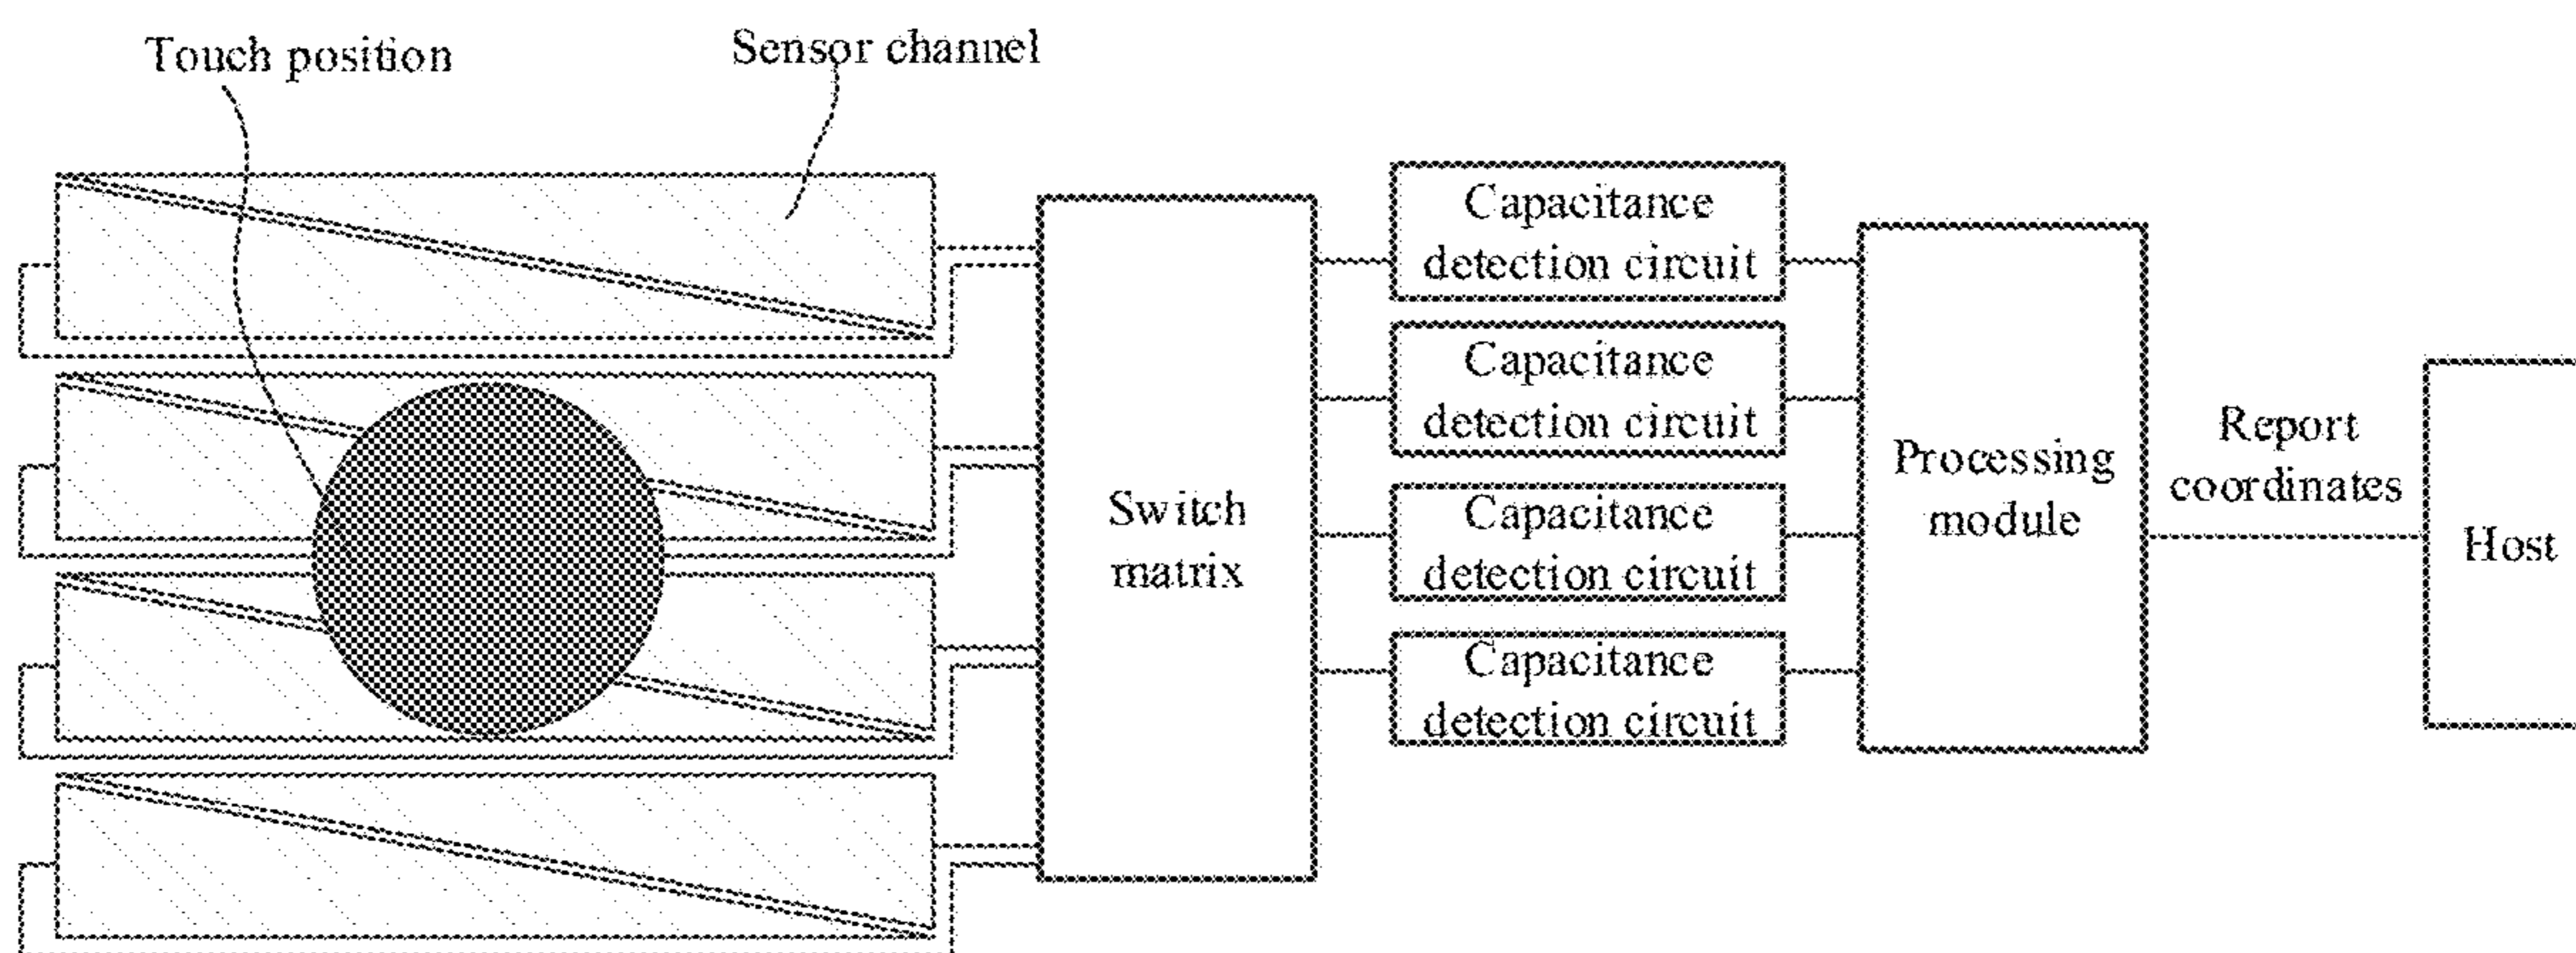 Touch position
Sensor channel
Switch
matrix
Capacitance
detection circuit
Capacitance
detection circuit
Capacitance
detection circuit
Capacitance
detection circuit
Processing
module
Report
coordinates
Host